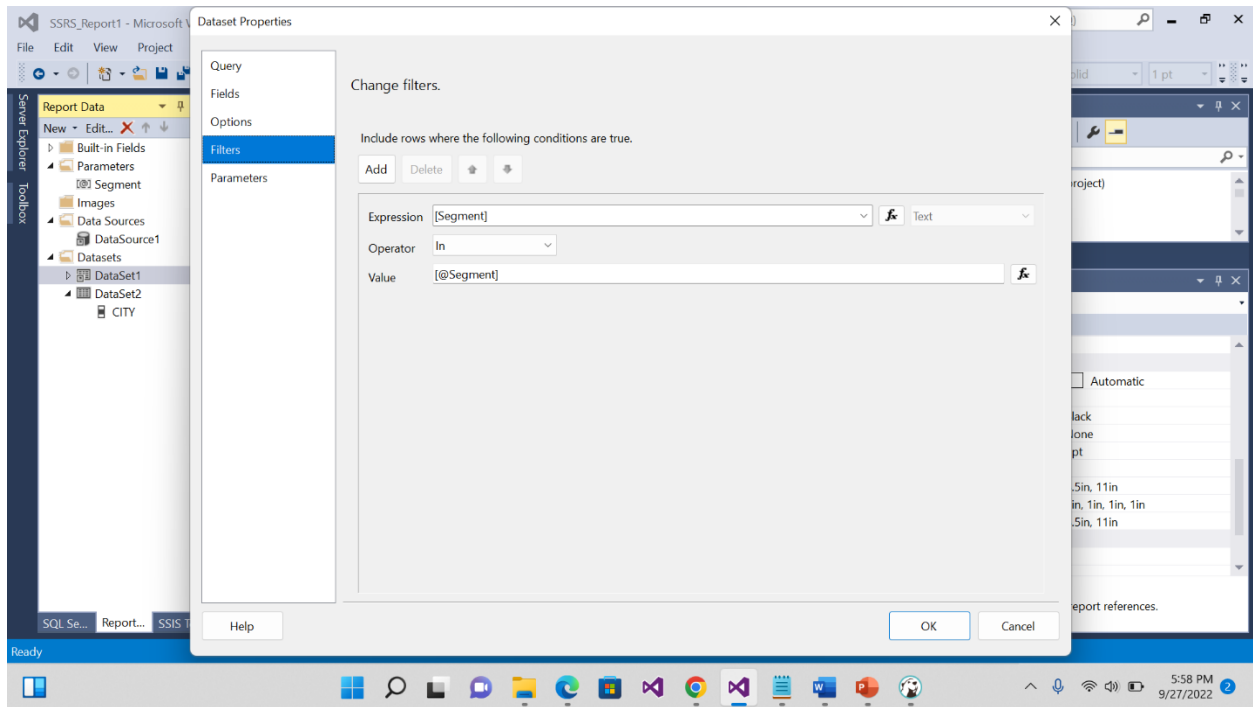 SSRS_Report1 - Microsoft V
File Edit View Project
Server Explorer
Toolbox
Report Data
New Edit...
Built-in Fields
Parameters
[@] Segment
Images
Data Sources
DataSource1
Datasets
DataSet1
DataSet2
CITY
SQL Se... Report... SSIS T
Ready
Dataset Properties
Query
Fields
Options
Filters
Parameters
Change filters.
Include rows where the following conditions are true.
Add Delete
Expression [Segment] fx Text
Operator In
Value [@Segment] fx
Help OK Cancel
olid 1 pt
roject)
Automatic
lack
lone
pt
.5in, 11in
in, 1in, 1in, 1in
.5in, 11in
eport references.
5:58 PM
9/27/2022
2